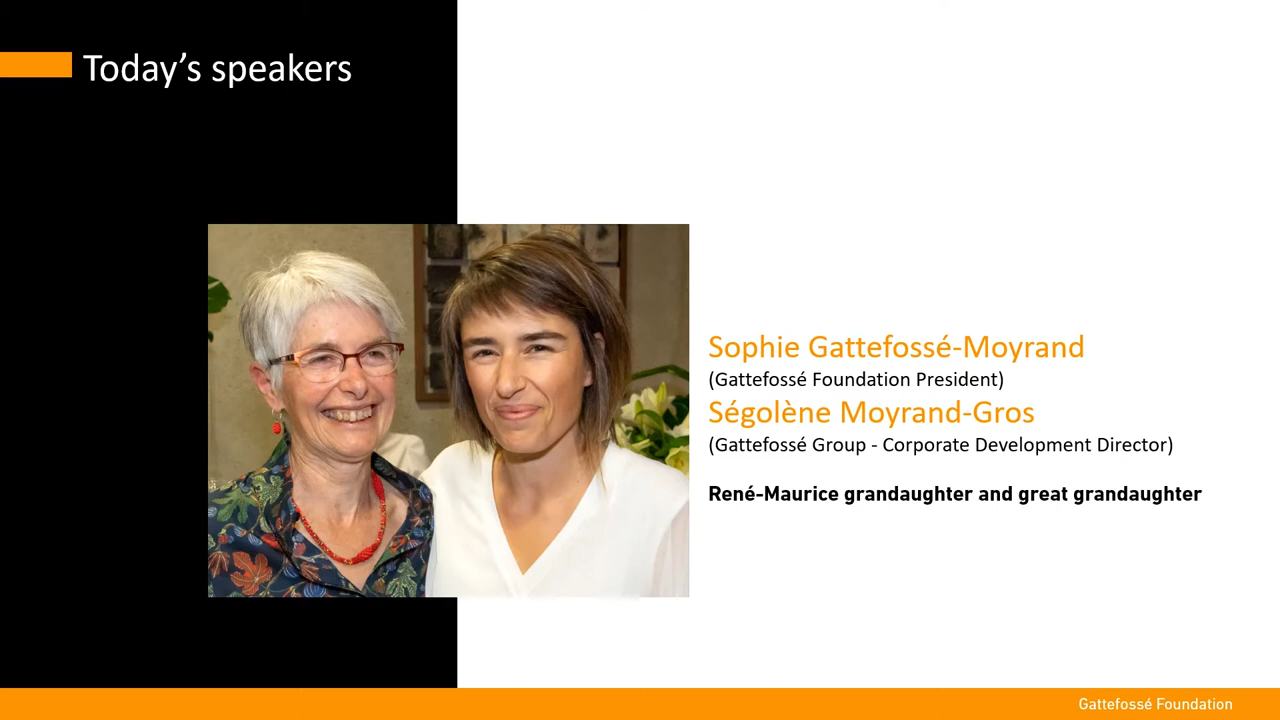 Today’s speakers
Sophie Gattefossé-Moyrand
(Gattefossé Foundation President)
Ségolène Moyrand-Gros
(Gattefossé Group - Corporate Development Director)
René-Maurice grandaughter and great grandaughter
Gattefossé Foundation